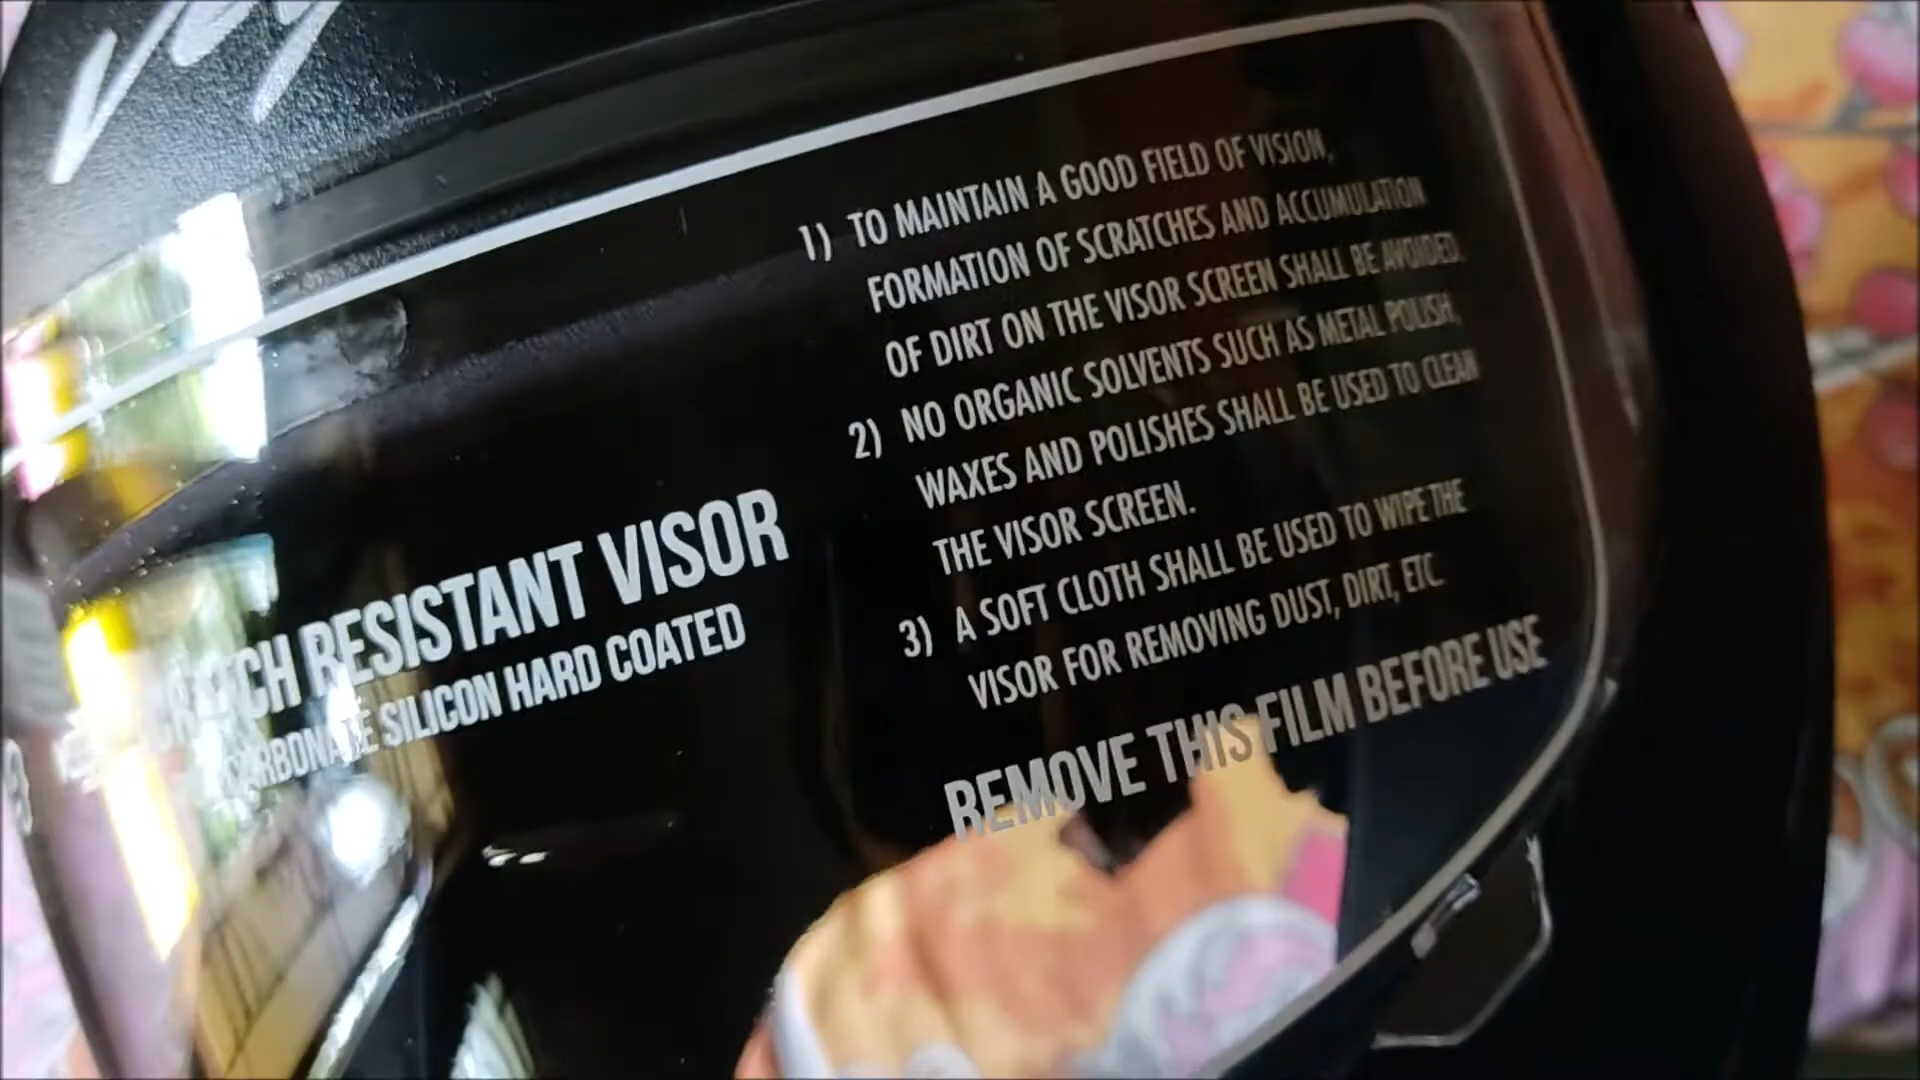 RESISTANT VISOR
SILICON HARD COATED
1) TO MAINTAIN A GOOD FIELD OF VISION,
FORMATION OF SCRATCHES AND ACCUMULATION
OF DIRT ON THE VISOR SCREEN SHALL BE AVOIDED.
2) NO ORGANIC SOLVENTS SUCH AS METAL POLISH,
WAXES AND POLISHES SHALL BE USED TO CLEAN
THE VISOR SCREEN.
3) A SOFT CLOTH SHALL BE USED TO WIPE THE
VISOR FOR REMOVING DUST, DIRT, ETC.
REMOVE THIS FILM BEFORE USE